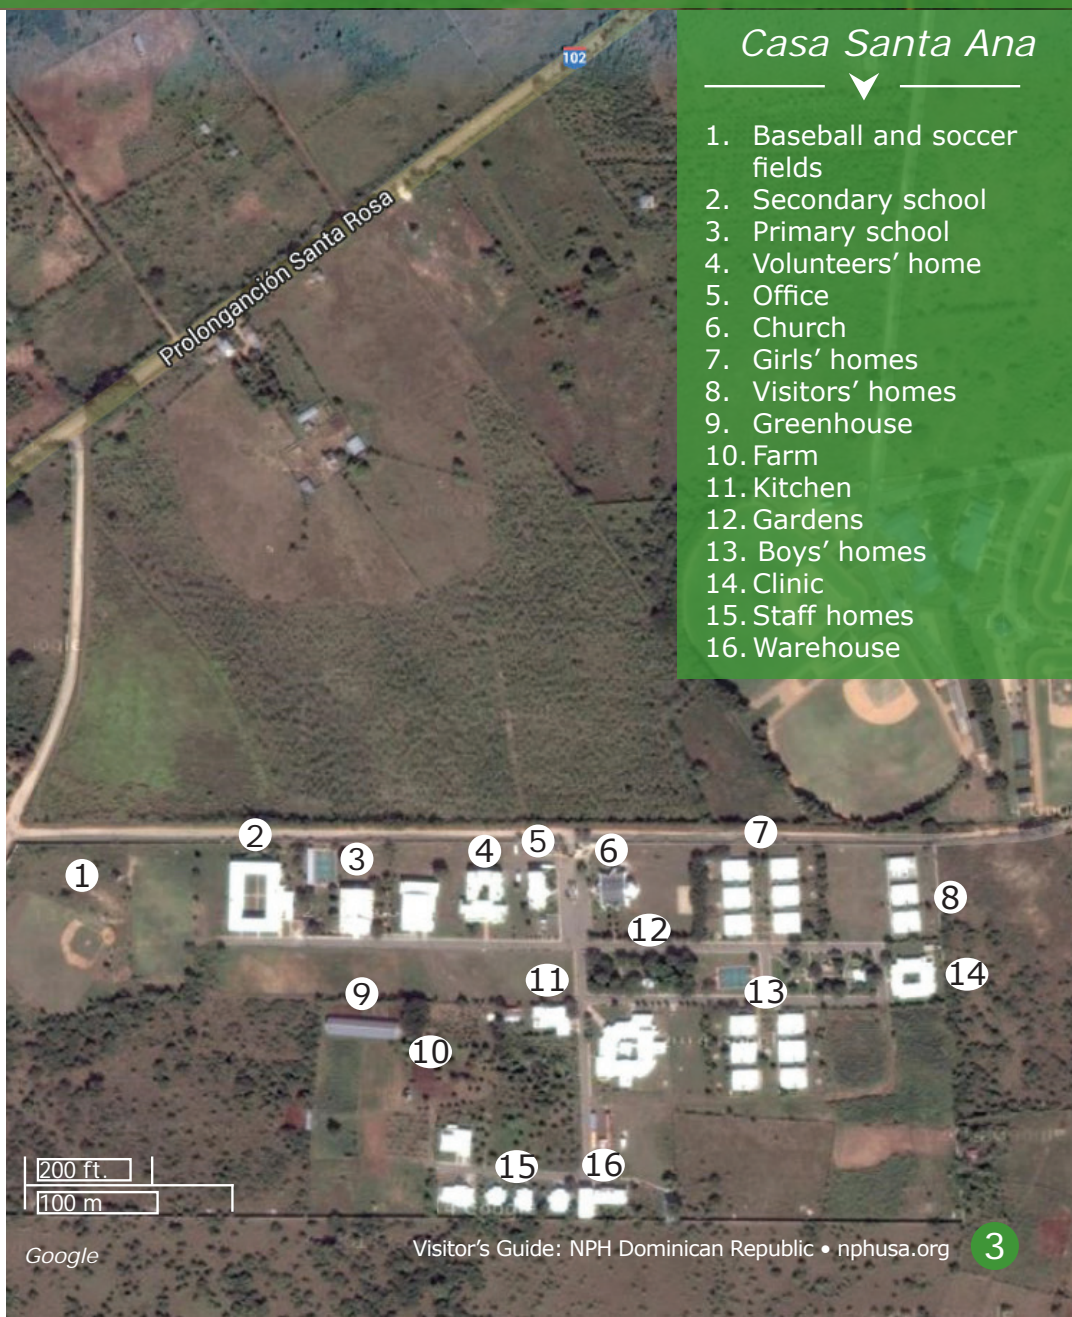 Casa Santa Ana
1. Baseball and soccer
fields
2. Secondary school
3. Primary school
4. Volunteers’ home
5. Office
6. Church
7. Girls’ homes
8. Visitors’ homes
9. Greenhouse
10. Farm
11. Kitchen
12. Gardens
13. Boys’ homes
14. Clinic
15. Staff homes
16. Warehouse
102
Prolonganción Santa Rosa
1
2
3
4
5
6
7
8
9
10
11
12
13
14
15
16
200 ft.
100 m
Google
Visitor’s Guide: NPH Dominican Republic • nphusa.org
3